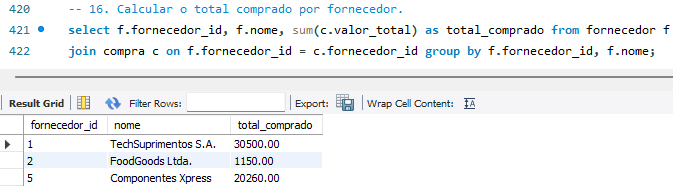 420 -- 16. Calcular o total comprado por fornecedor.
421 select f.fornecedor_id, f.nome, sum(c.valor_total) as total_comprado from fornecedor f
422 join compra c on f.fornecedor_id = c.fornecedor_id group by f.fornecedor_id, f.nome;
Result Grid Filter Rows: Export: Wrap Cell Content:
fornecedor_id nome total_comprado
1 TechSuprimentos S.A. 30500.00
2 FoodGoods Ltda. 1150.00
5 Componentes Xpress 20260.00